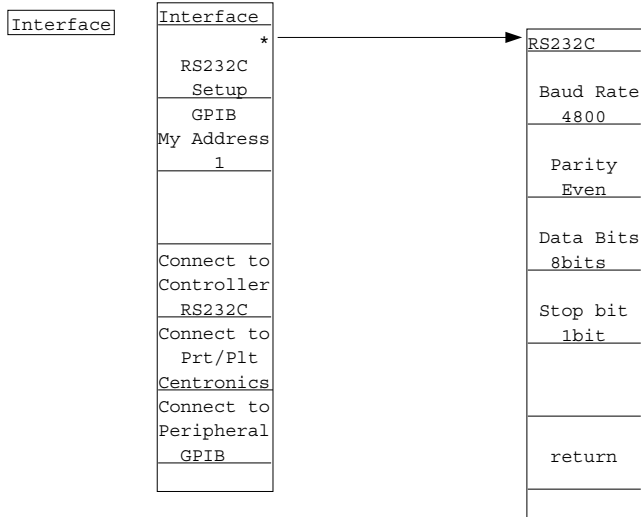 Interface
Interface
*
RS232C
Setup
GPIB
My Address
1
Connect to
Controller
RS232C
Connect to
Prt/Plt
Centronics
Connect to
Peripheral
GPIB
RS232C
Baud Rate
4800
Parity
Even
Data Bits
8bits
Stop bit
1bit
return